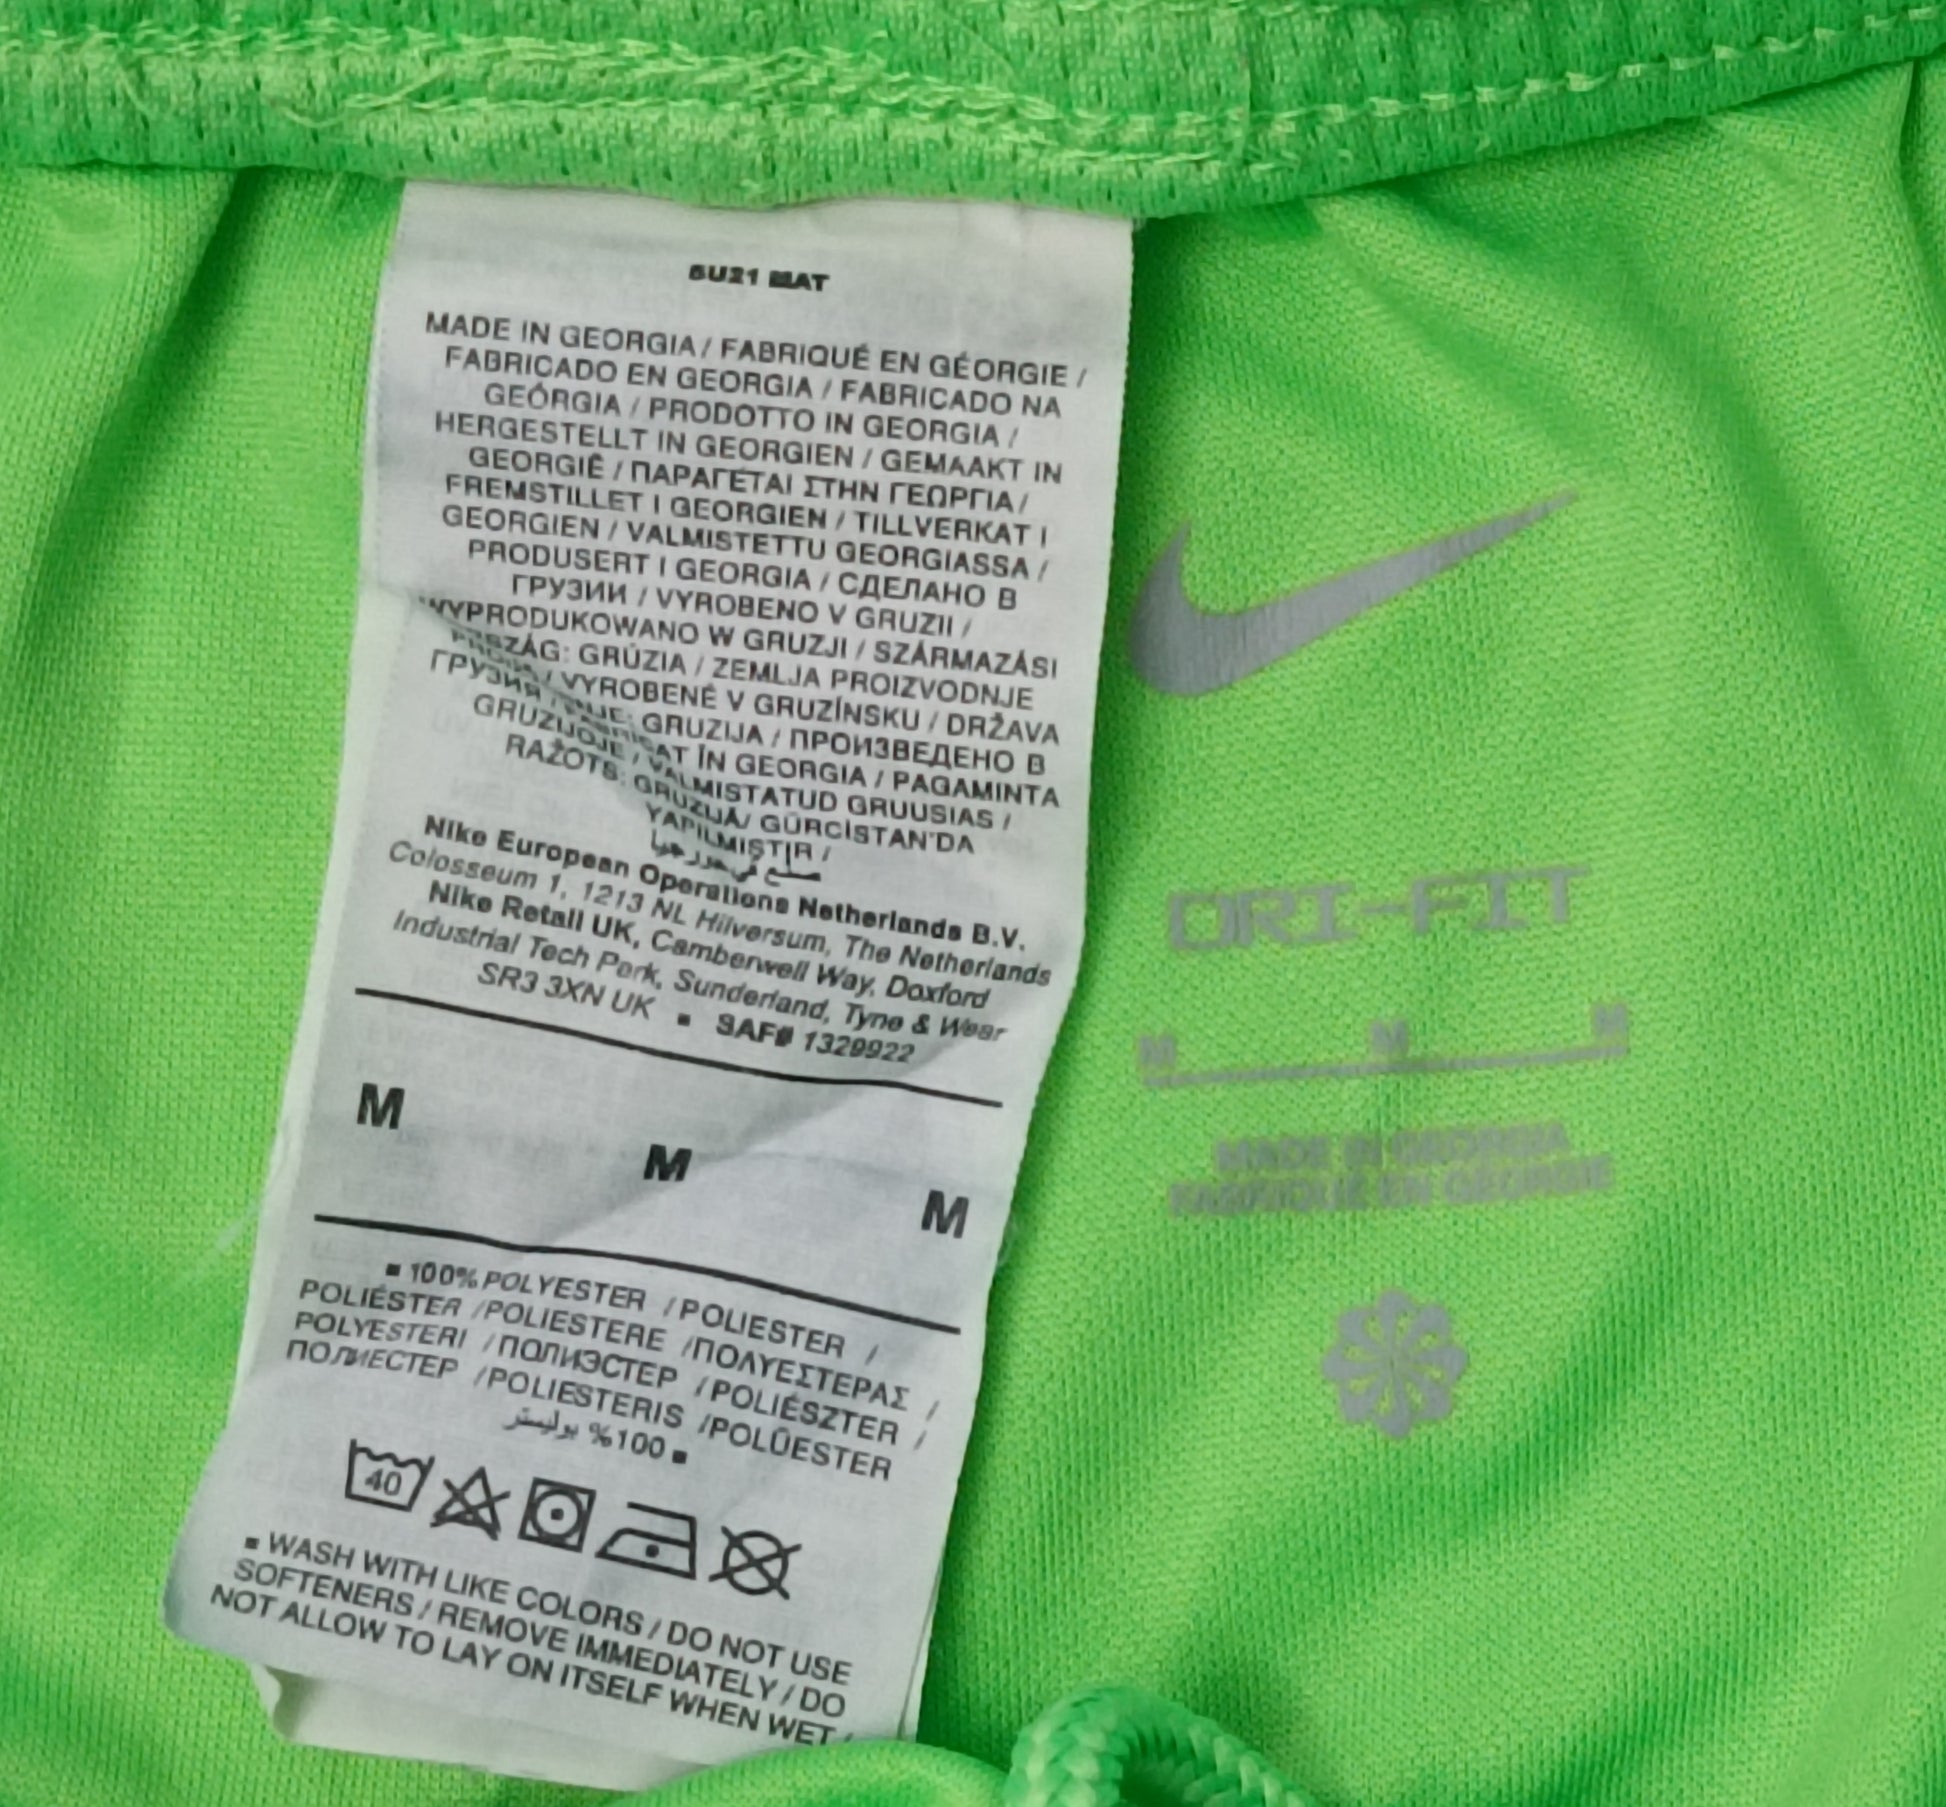 SU21 MAT
MADE IN GEORGIA / FABRIQUÉ EN GÉORGIE /
FABRICADO EN GEORGIA / FABRICADO NA
GEÓRGIA / PRODOTTO IN GEORGIA /
HERGESTELLT IN GEORGIEN / GEMAAKT IN
GEORGIË / ΠΑΡΑΓΕΤΑΙ ΣΤΗΝ ΓΕΩΡΓΙΑ /
FREMSTILLET I GEORGIEN / TILLVERKAT I
GEORGIEN / VALMISTETTU GEORGIASSA /
PRODUSERT I GEORGIA / СДЕЛАНО В
ГРУЗИИ / VYROBENO V GRUZII /
WYPRODUKOWANO W GRUZJI / SZÁRMAZÁSI
ORSZÁG: GRÚZIA / ZEMLJA PROIZVODNJE
/ VYROBENÉ V GRUZÍNSKU / DRŽAVA
GRUZIJA / ПРОИЗВЕДЕНО В
ГРУЗИЯ / FABRICAT ÎN GEORGIA / PAGAMINTA
GRUZIJOJE / VALMISTATUD GRUUSIAS /
RAŽOTS: GRUZIJĀ/ GÜRCİSTAN'DA
YAPILMIŞTIR /
صنع في جورجيا
Nike European Operations Netherlands B.V.
Colosseum 1, 1213 NL Hilversum, The Netherlands
Nike Retail UK, Camberwell Way, Doxford
Industrial Tech Park, Sunderland, Tyne & Wear
SR3 3XN UK ▪ SAF# 1329922
M M M
▪ 100% POLYESTER / POLIESTER /
POLIÉSTER /POLIESTERE /ΠΟΛΥΕΣΤΕΡΑΣ /
POLYESTERI /ПОЛИЭСТЕР /POLIÉSZTER /
ПОЛИЕСТЕР /POLIESTERIS /POLÜESTER
▪ 100% بوليستر
40
▪ WASH WITH LIKE COLORS / DO NOT USE
SOFTENERS / REMOVE IMMEDIATELY / DO
NOT ALLOW TO LAY ON ITSELF WHEN WET /
DRI-FIT
M M M
MADE IN GEORGIA
FABRIQUÉ EN GÉORGIE